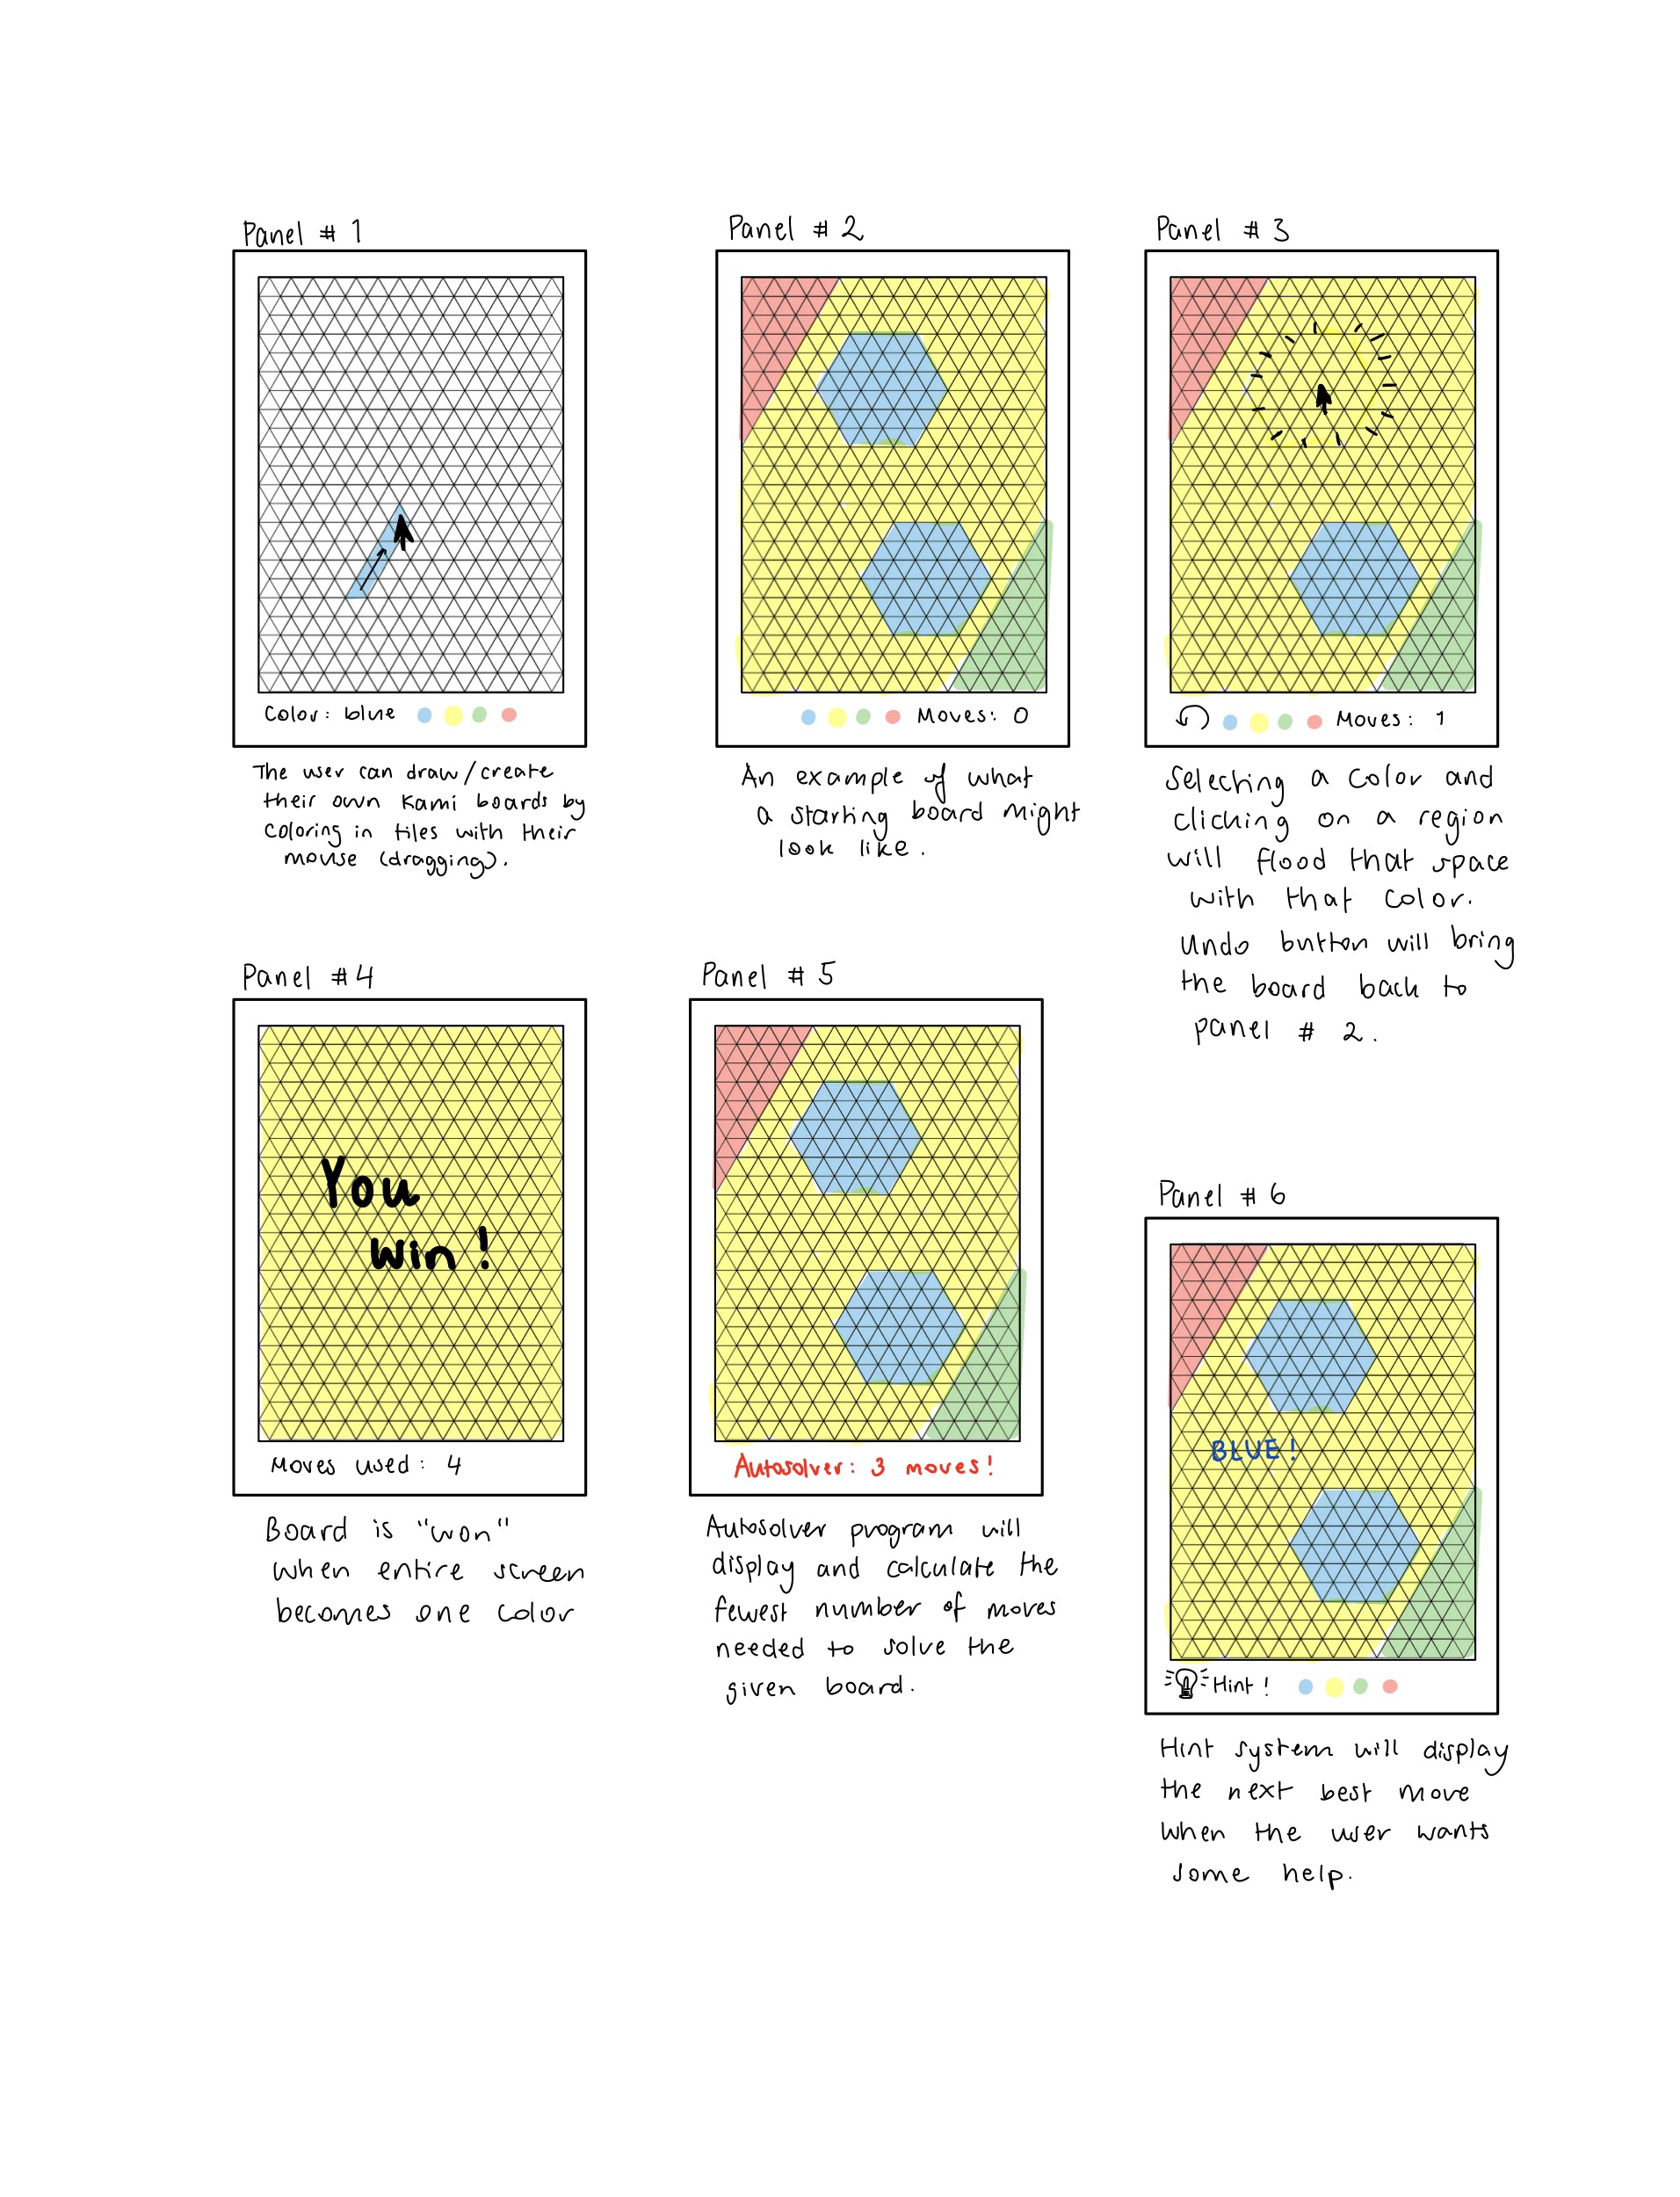 Panel # 1
Color: blue
The user can draw/create
their own Kami boards by
coloring in tiles with their
mouse (dragging).
Panel # 2
Moves: 0
An example of what
a starting board might
look like.
Panel # 3
Moves: 1
Selecting a color and
clicking on a region
will flood that space
with that color.
Undo button will bring
the board back to
panel # 2.
Panel # 4
You
Win!
Moves used: 4
Board is "won"
when entire screen
becomes one color
Panel # 5
Autosolver: 3 moves!
Autosolver program will
display and calculate the
fewest number of moves
needed to solve the
given board.
Panel # 6
BLUE!
Hint!
Hint system will display
the next best move
when the user wants
some help.